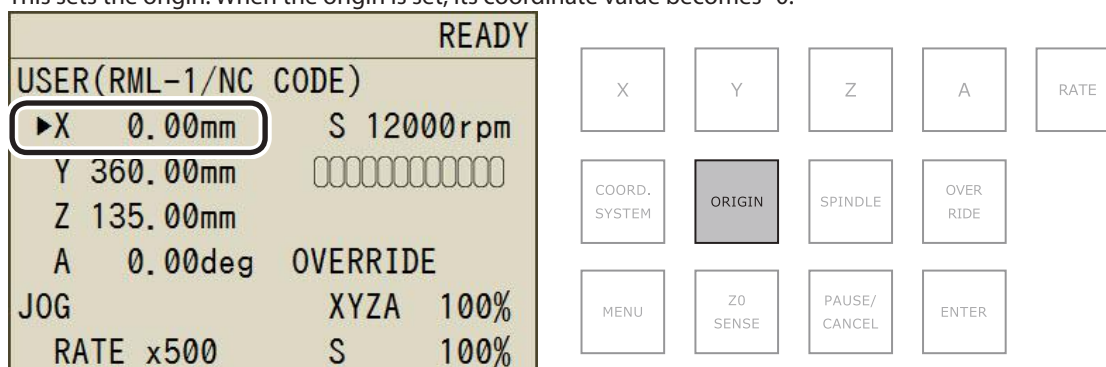 This sets the origin. When the origin is set, its coordinate value becomes "0."
READY
USER(RML-1/NC CODE)
▶X 0.00mm S 12000rpm
Y 360.00mm
Z 135.00mm
A 0.00deg OVERRIDE
JOG XYZA 100%
RATE x500 S 100%
X Y Z A RATE
COORD.
SYSTEM
ORIGIN
SPINDLE
OVER
RIDE
MENU
Z0
SENSE
PAUSE/
CANCEL
ENTER